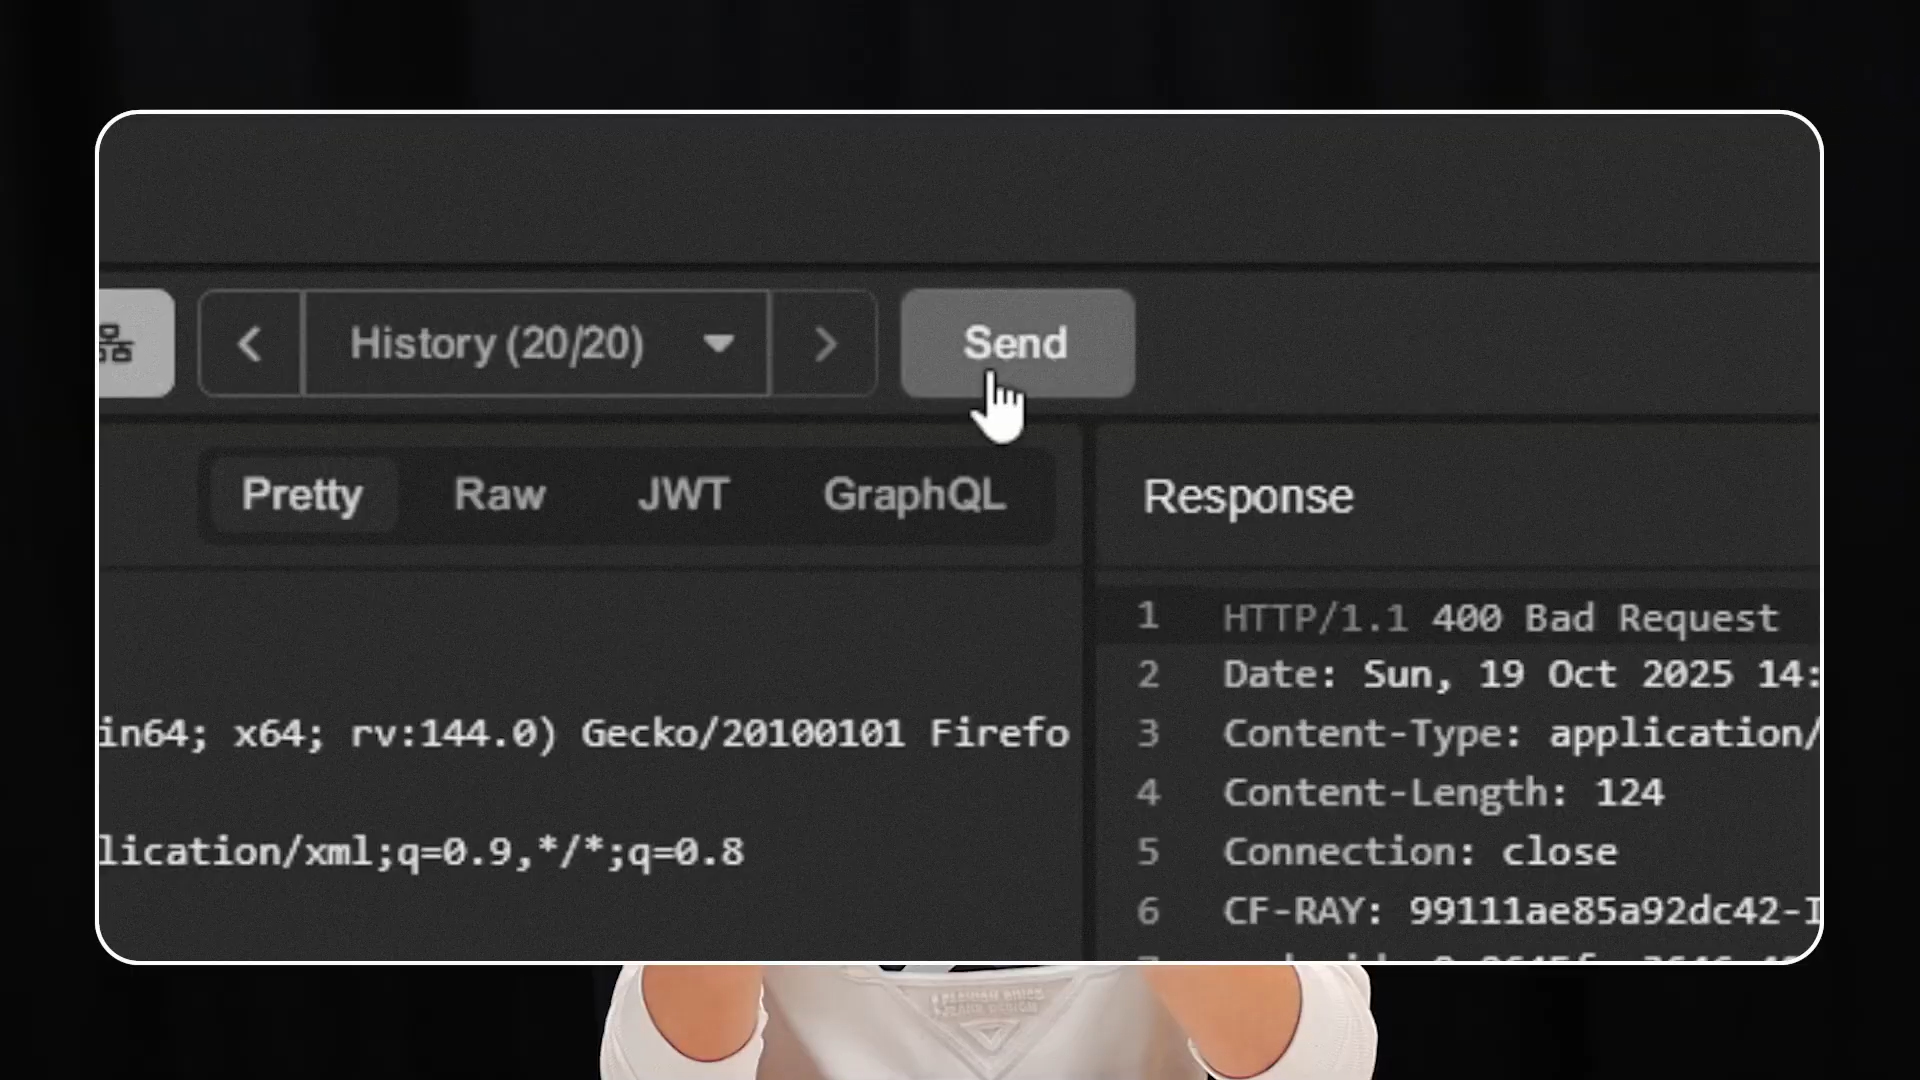 History (20/20)
Send
Pretty Raw JWT GraphQL
Response
in64; x64; rv:144.0) Gecko/20100101 Firefo
lication/xml;q=0.9,*/*;q=0.8
1 HTTP/1.1 400 Bad Request
2 Date: Sun, 19 Oct 2025 14:
3 Content-Type: application/
4 Content-Length: 124
5 Connection: close
6 CF-RAY: 99111ae85a92dc42-I